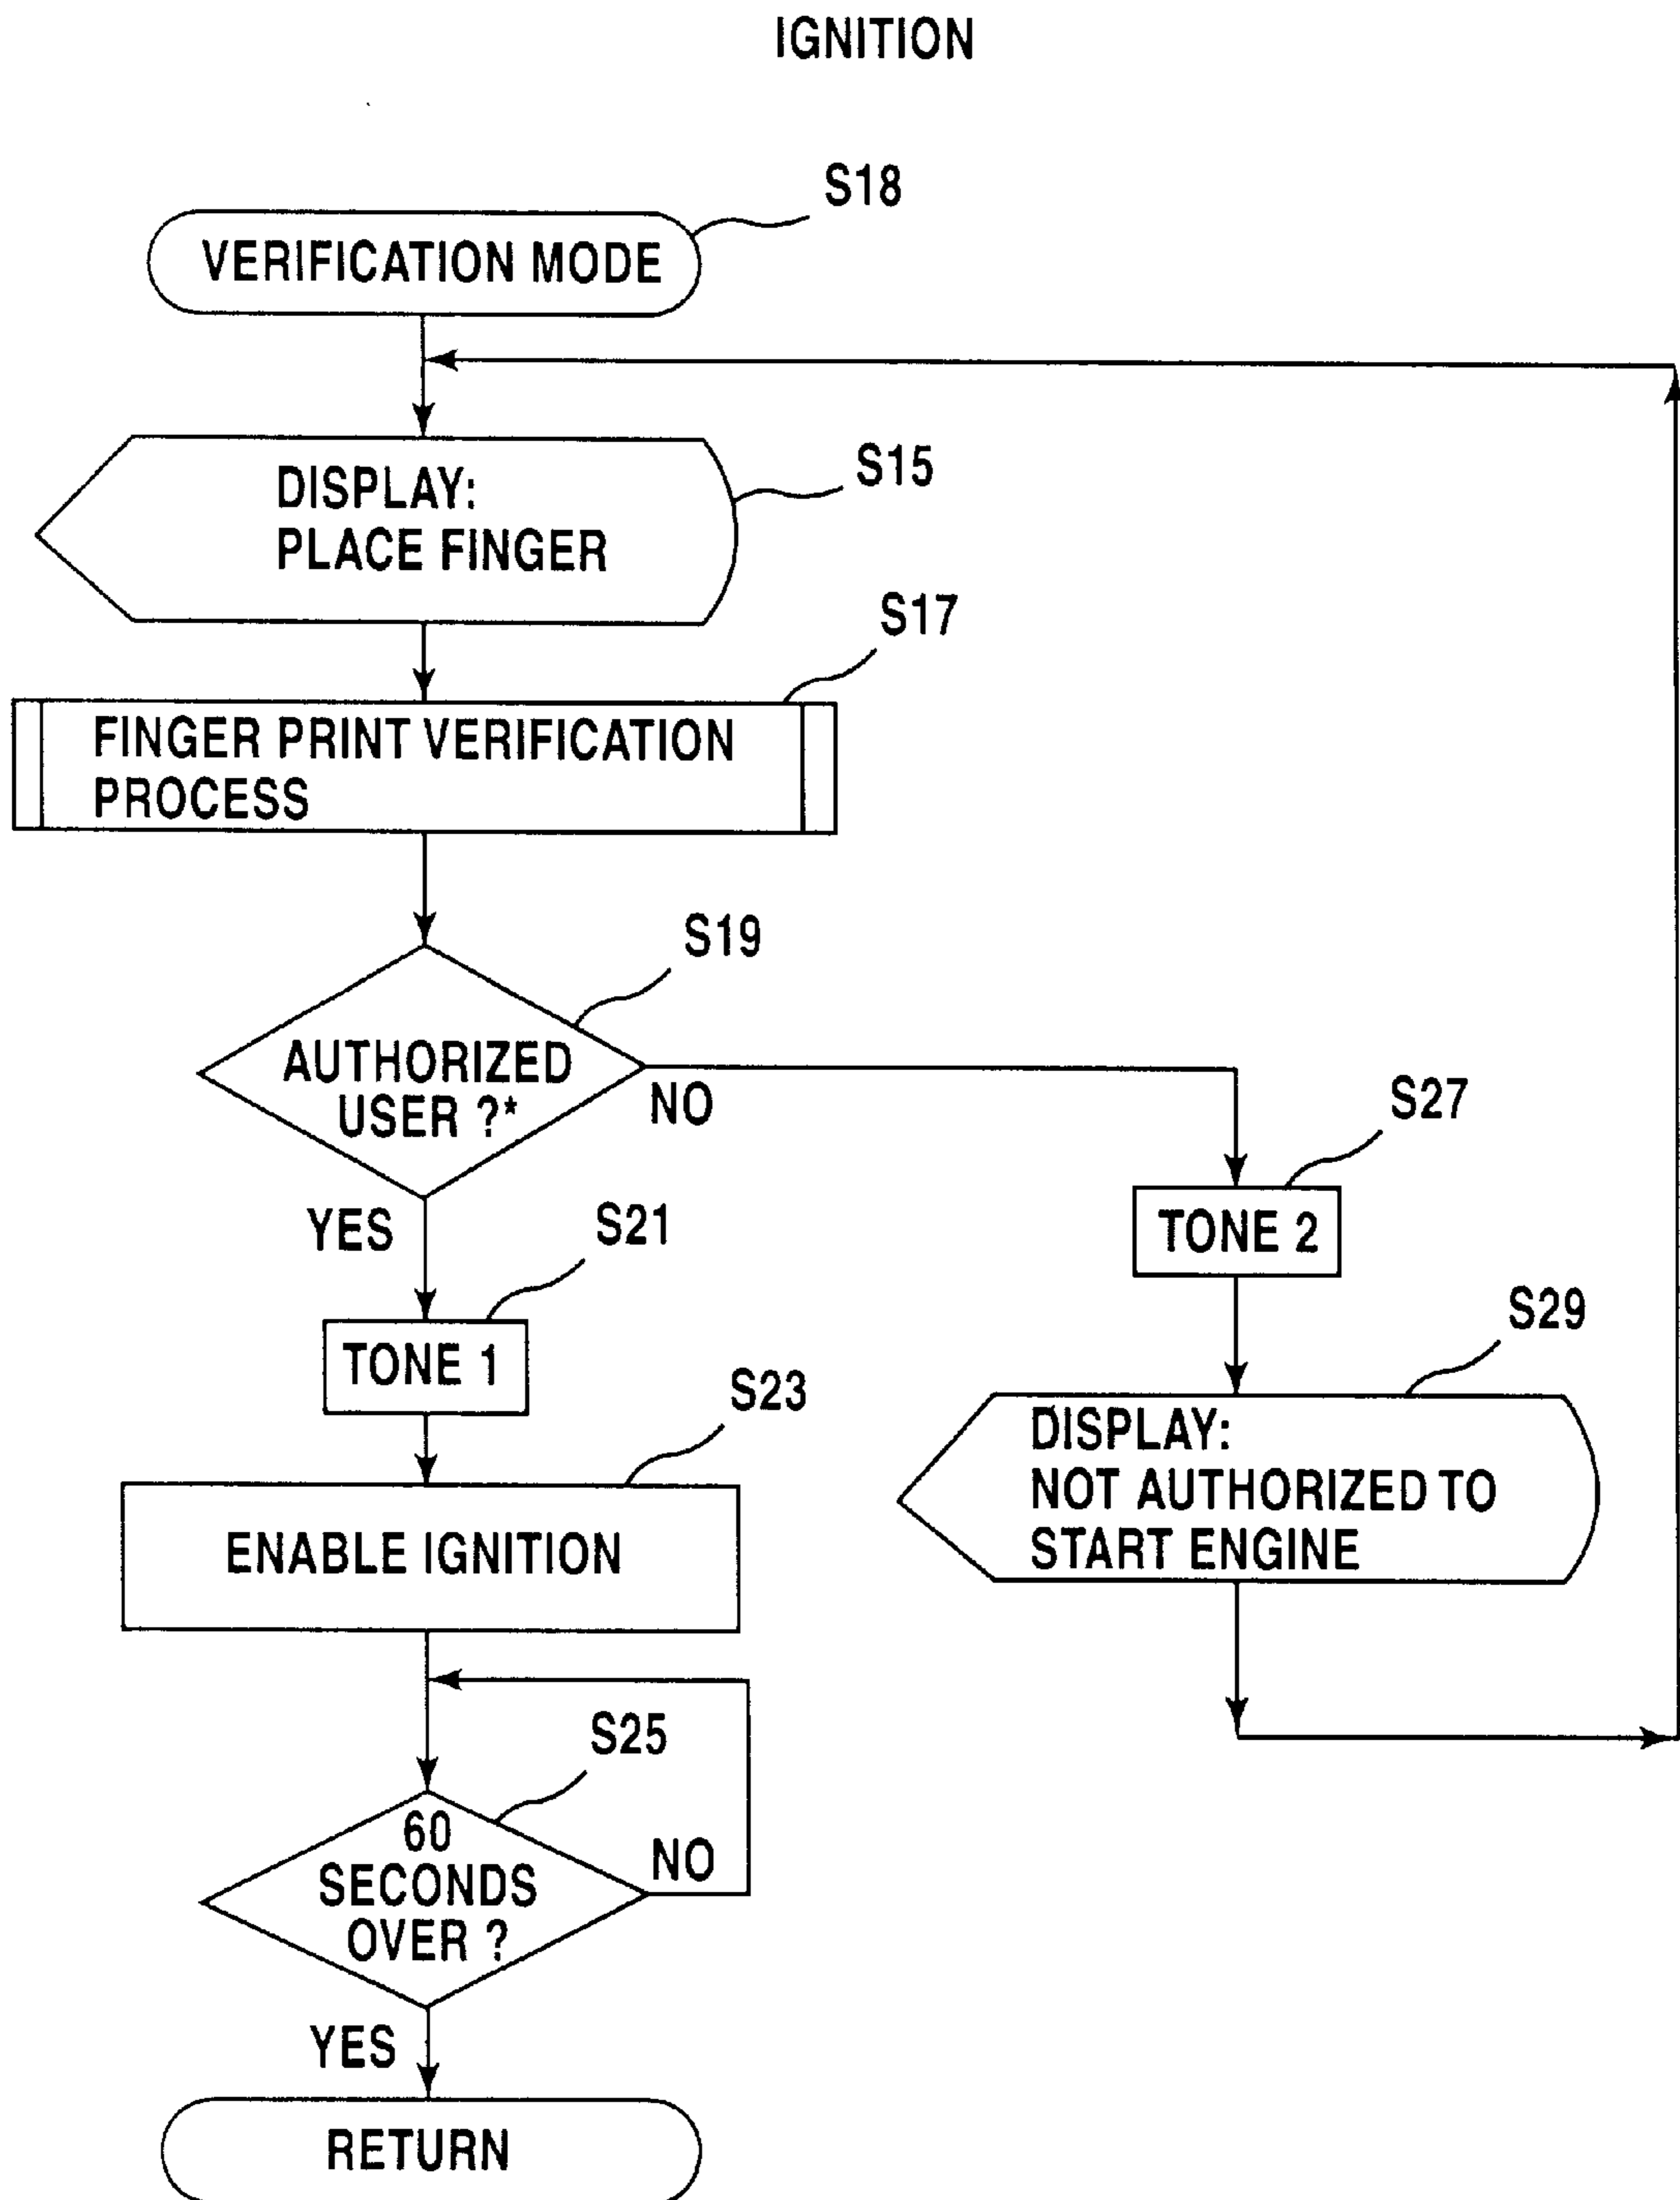 IGNITION
S18
VERIFICATION MODE
S15
DISPLAY:
PLACE FINGER
S17
FINGER PRINT VERIFICATION
PROCESS
S19
AUTHORIZED
USER ?*
NO
YES
S27
TONE 2
S21
TONE 1
S29
DISPLAY:
NOT AUTHORIZED TO
START ENGINE
S23
ENABLE IGNITION
S25
60
SECONDS
OVER ?
NO
YES
RETURN